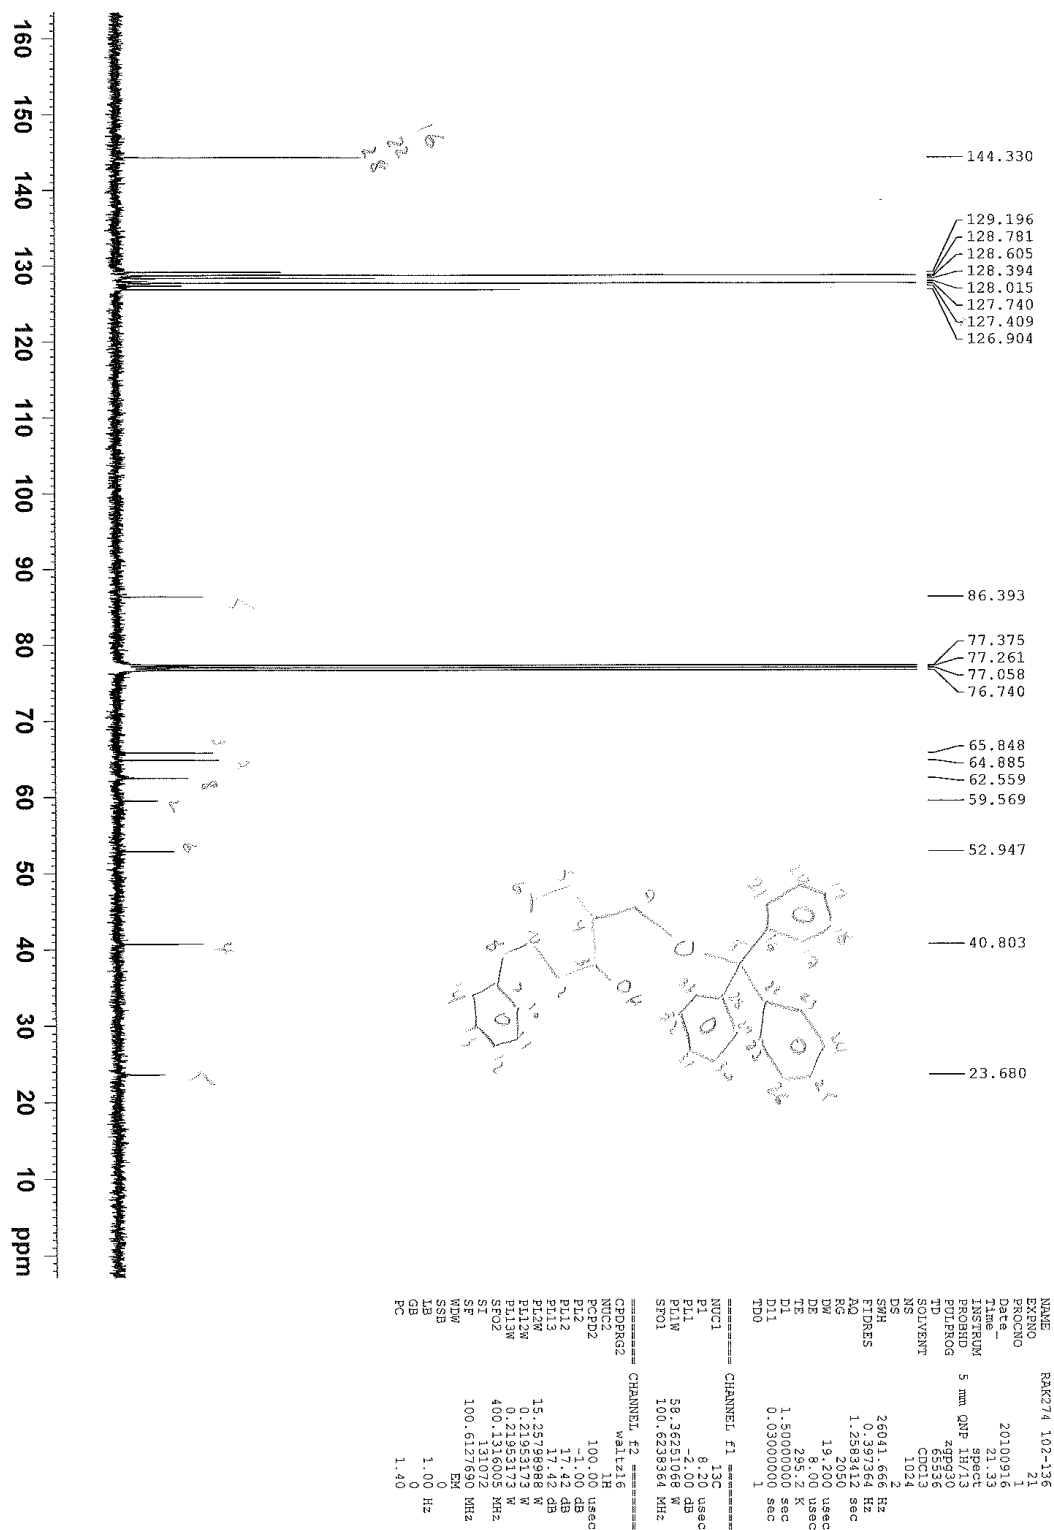 144.330
129.196
128.781
128.605
128.394
128.015
127.740
127.409
126.904
86.393
77.375
77.261
77.058
76.740
65.848
64.885
62.559
59.569
52.947
40.803
23.680
160 150 140 130 120 110 100 90 80 70 60 50 40 30 20 10 ppm
16
22
28
OH
O
NAME RAK274 102-136
EXPNO 21
PROCNO 1
Date_ 20100916
Time 21.33
INSTRUM spect
PROBHD 5 mm QNP 1H/13
PULPROG zgpg30
TD 65536
SOLVENT CDCl3
NS 1024
DS 2
SWH 26041.666 Hz
FIDRES 0.397364 Hz
AQ 1.2583412 sec
RG 2050
DW 19.200 usec
DE 8.00 usec
TE 295.2 K
D1 1.50000000 sec
D11 0.03000000 sec
TD0 1
======== CHANNEL f1 ========
NUC1 13C
P1 8.20 usec
PL1 -2.00 dB
PL1W 58.36251068 W
SFO1 100.6238364 MHz
======== CHANNEL f2 ========
CPDPRG2 waltz16
NUC2 1H
PCPD2 100.00 usec
PL2 -1.00 dB
PL12 17.42 dB
PL13 17.42 dB
PL2W 15.25798988 W
PL12W 0.21953173 W
PL13W 0.21953173 W
SFO2 400.1316005 MHz
SI 131072
SF 100.6127690 MHz
WDW EM
SSB 0
LB 1.00 Hz
GB 0
PC 1.40